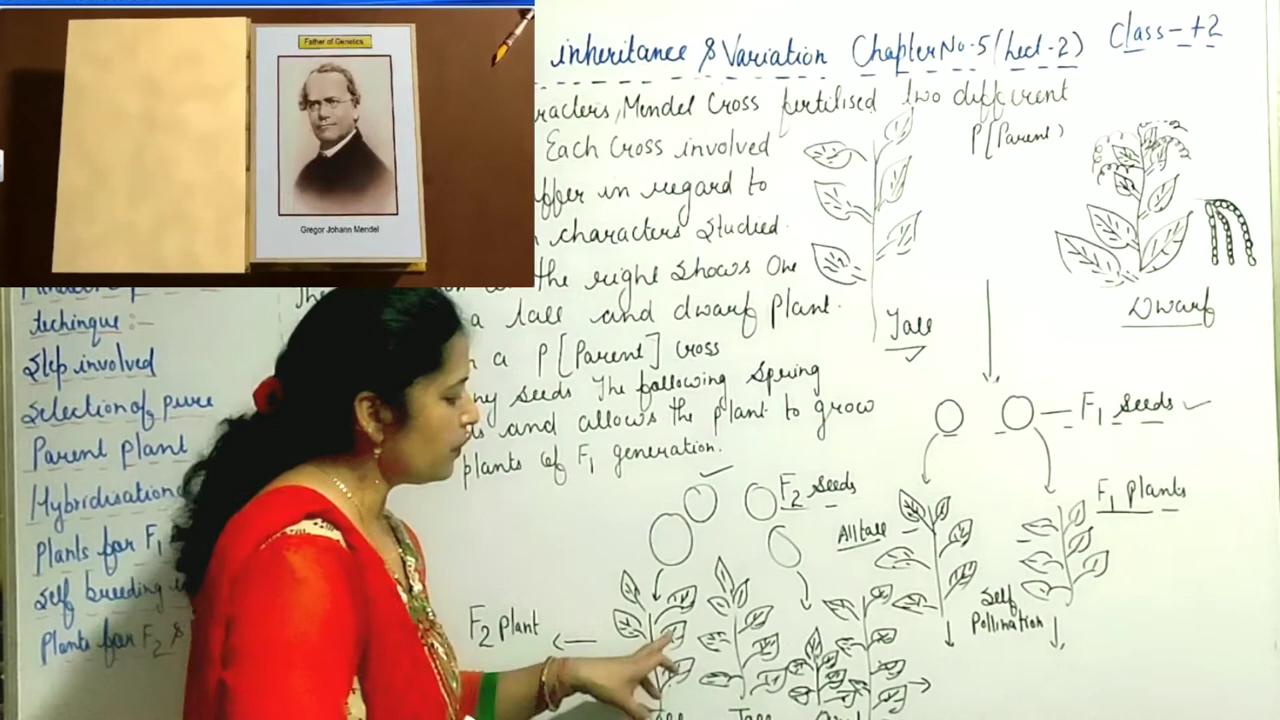 Father of Genetics
Gregor Johann Mendel
inheritance & Variation Chapter No-5 (Lect-2) Class-+2
racters, Mendel Cross fertilised two different
Each Cross involved
ffer in regard to
characters studied.
the right shows One
a tall and dwarf plant.
a P [Parent] cross
ny seeds The following Spring
and allows the plant to grow
plants of F1 generation.
P [Parent)
Tall
Dwarf
techinque :-
Step involved
Selection of pure
Parent plant
Hybridisation
Plants for F1
Self breeding
Plants for F2 &
F1 seeds
F1 Plants
All tall
Self
Pollination
F2 Seeds
F2 Plant
Tall